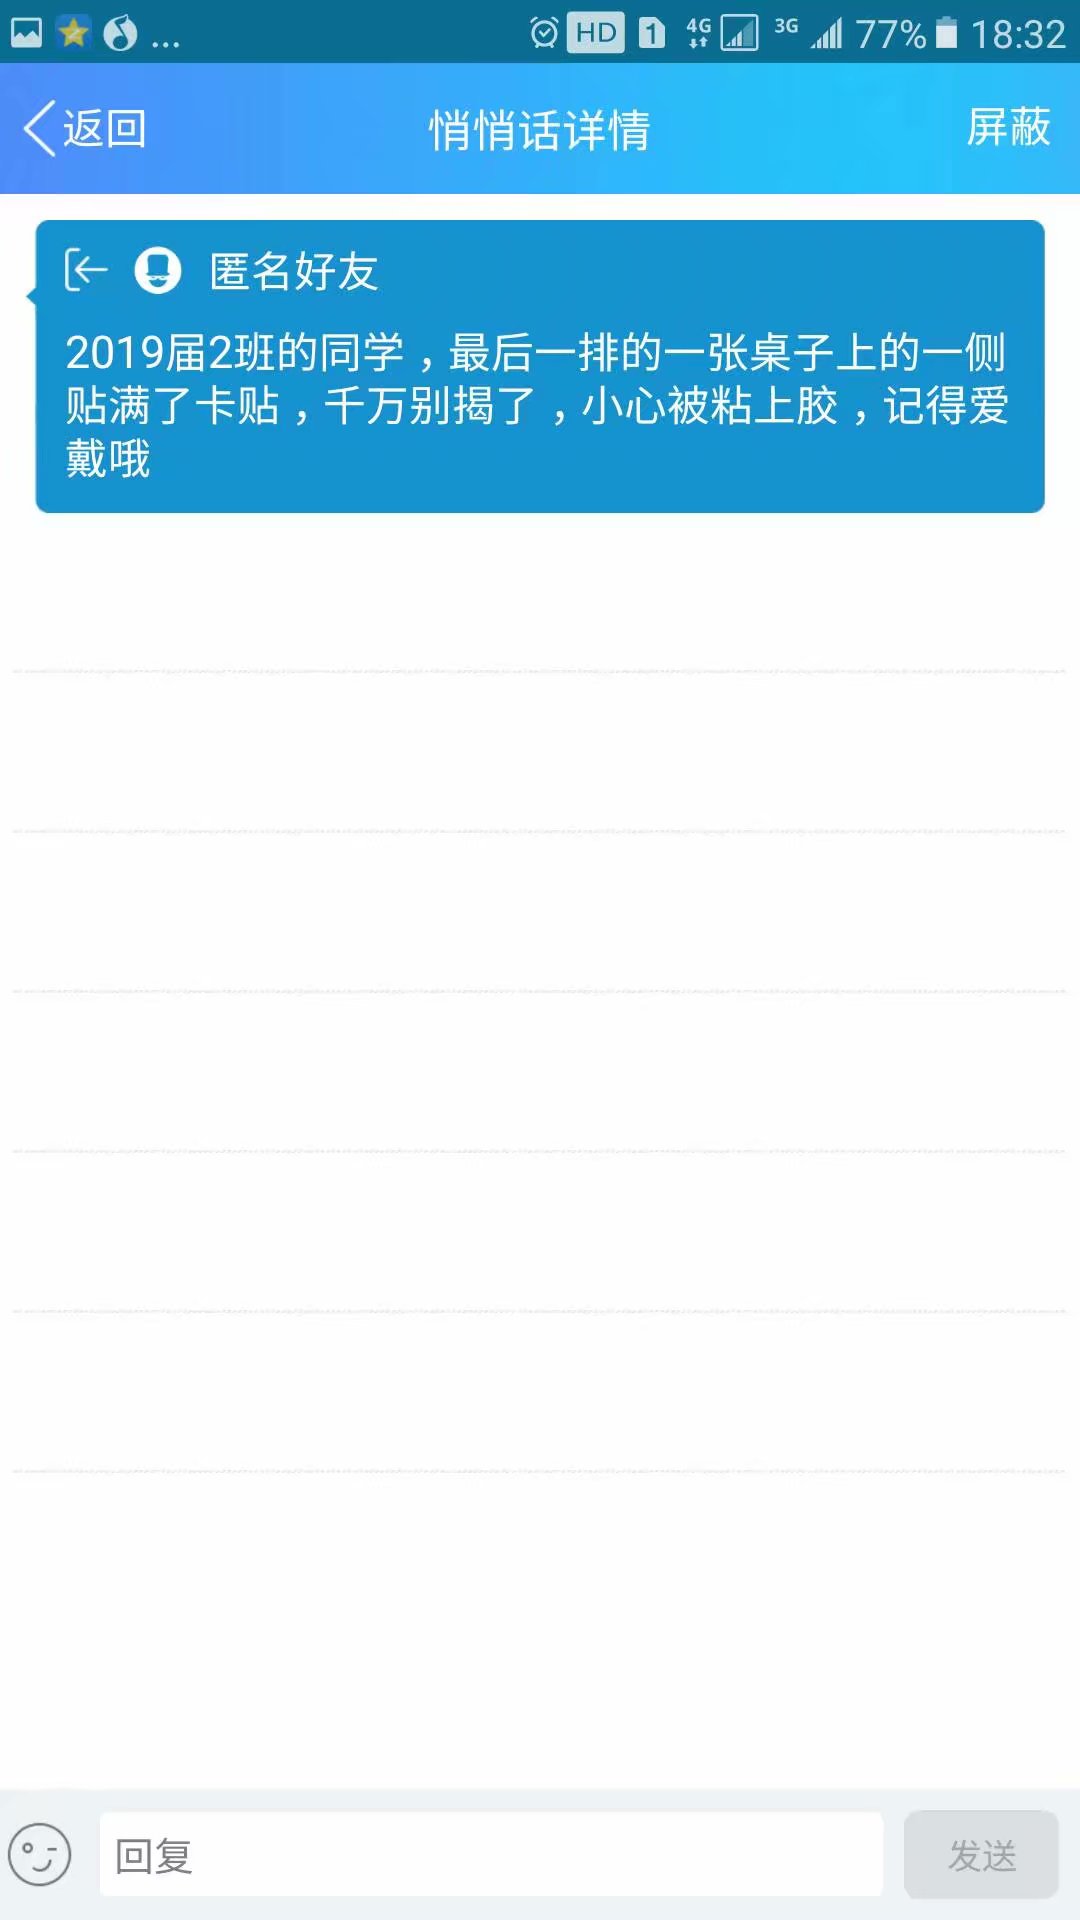 ... HD 1 4G 3G 77% 18:32
返回 悄悄话详情 屏蔽
匿名好友
2019届2班的同学，最后一排的一张桌子上的一侧
贴满了卡贴，千万别揭了，小心被粘上胶，记得爱
戴哦
回复 发送